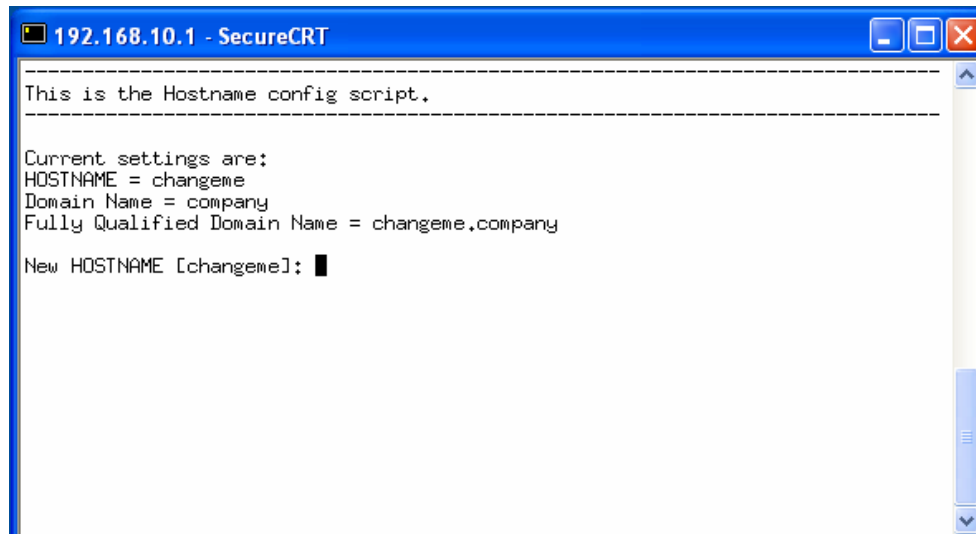 192.168.10.1 - SecureCRT
--------------------------------------------------------------------------------
This is the Hostname config script.
--------------------------------------------------------------------------------
Current settings are:
HOSTNAME = changeme
Domain Name = company
Fully Qualified Domain Name = changeme.company
New HOSTNAME [changeme]: